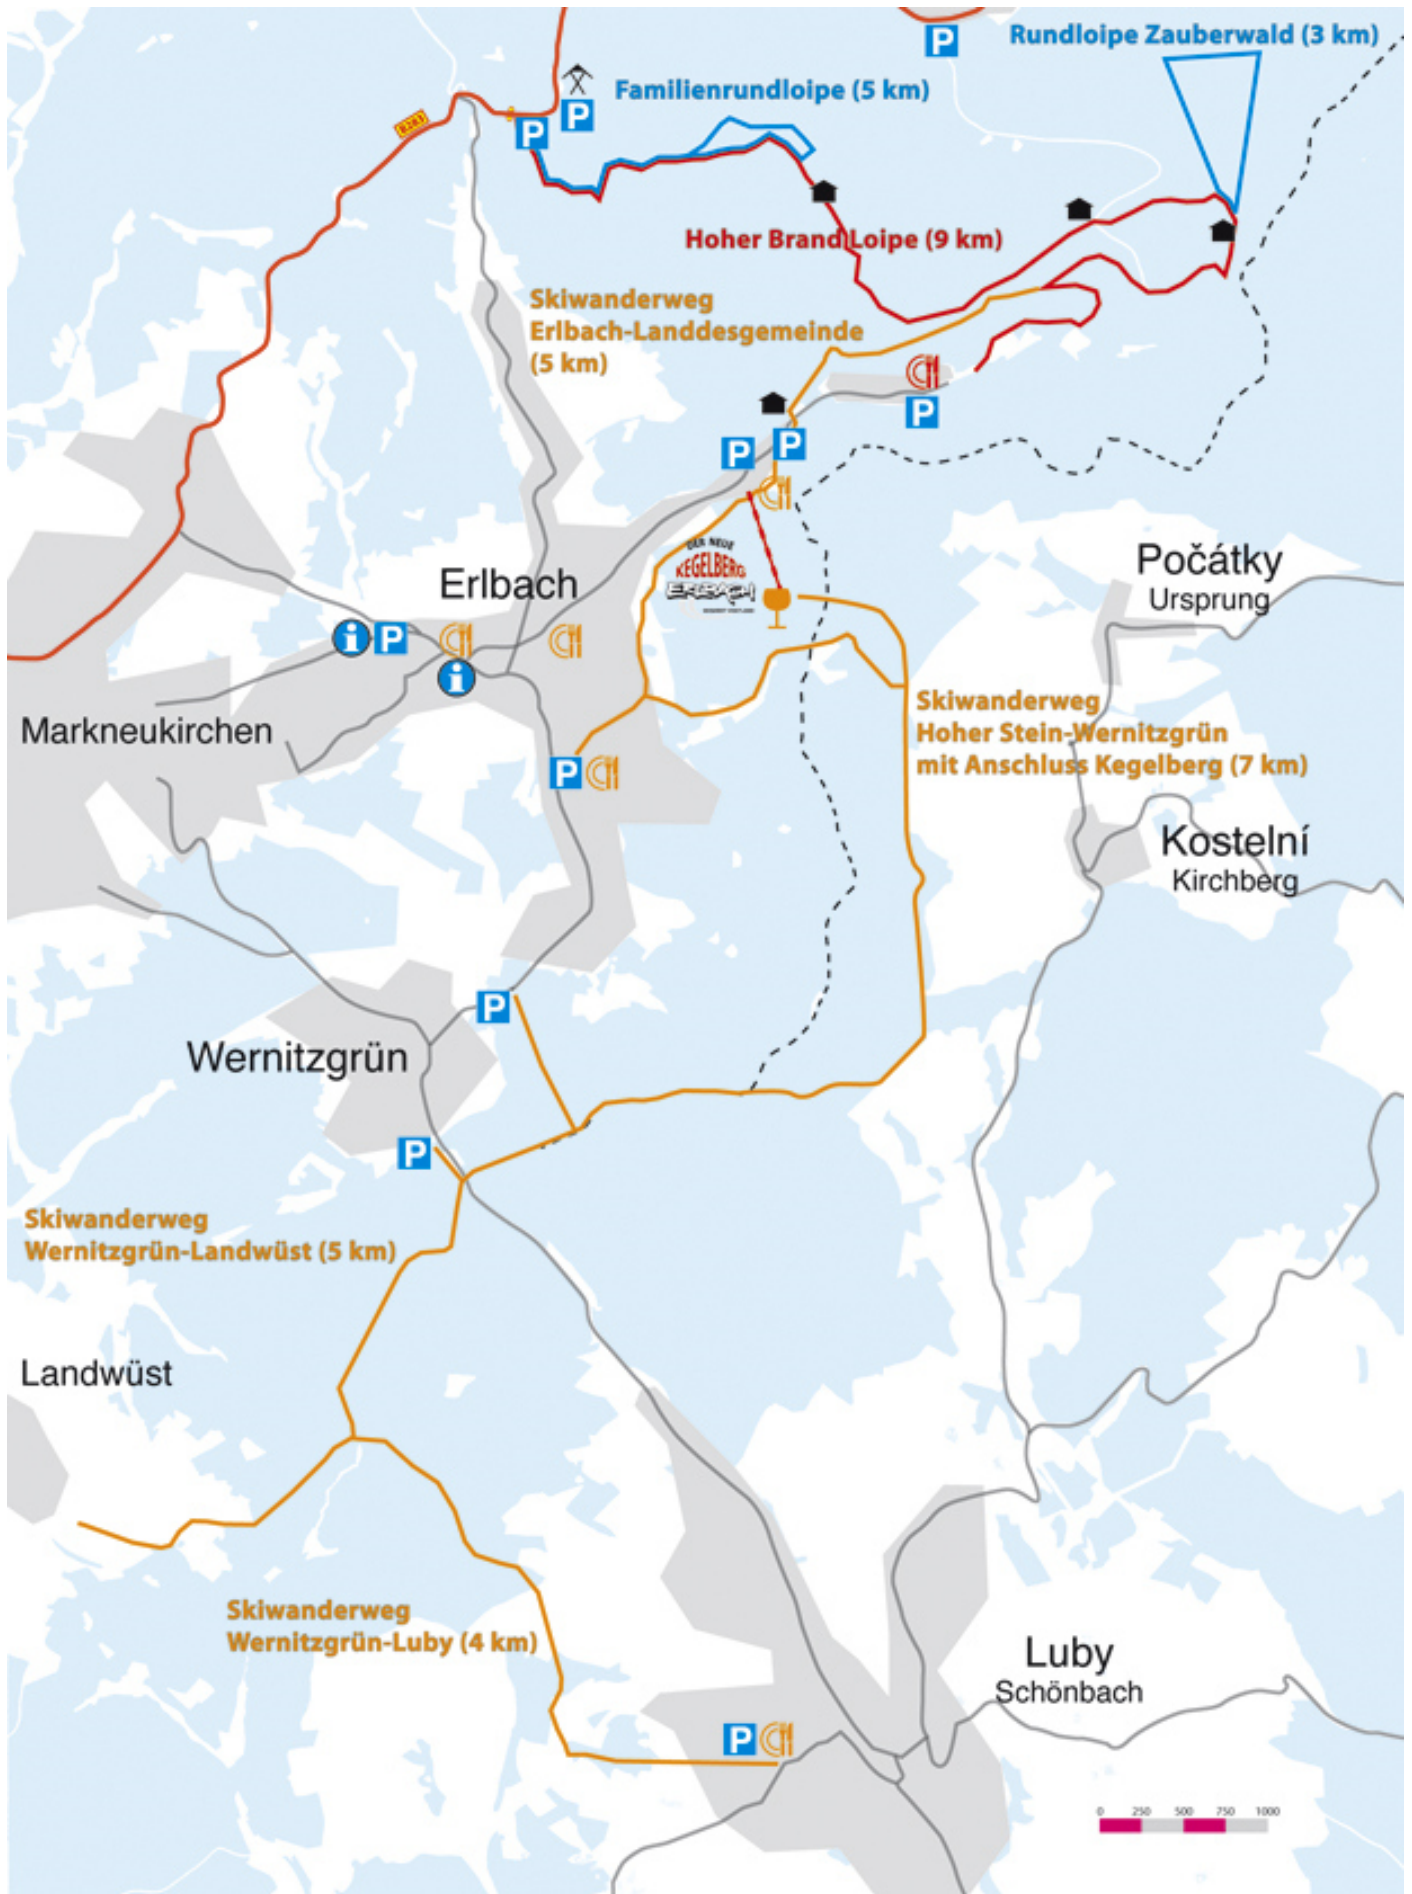 Rundloipe Zauberwald (3 km)
P
Familienrundloipe (5 km)
P
P
B283
Hoher Brand Loipe (9 km)
Skiwanderweg
Erlbach-Landdesgemeinde
(5 km)
P
P
P
DER NEUE
KEGELBERG
ERLBACH
Počátky
Ursprung
Erlbach
i
P
i
Markneukirchen
Skiwanderweg
Hoher Stein-Wernitzgrün
mit Anschluss Kegelberg (7 km)
P
Kostelní
Kirchberg
P
Wernitzgrün
P
Skiwanderweg
Wernitzgrün-Landwüst (5 km)
Landwüst
Skiwanderweg
Wernitzgrün-Luby (4 km)
Luby
Schönbach
P
0 250 500 750 1000